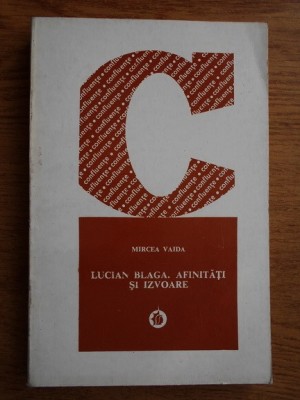 confluențe
MIRCEA VAIDA
LUCIAN BLAGA. AFINITĂȚI
ȘI IZVOARE